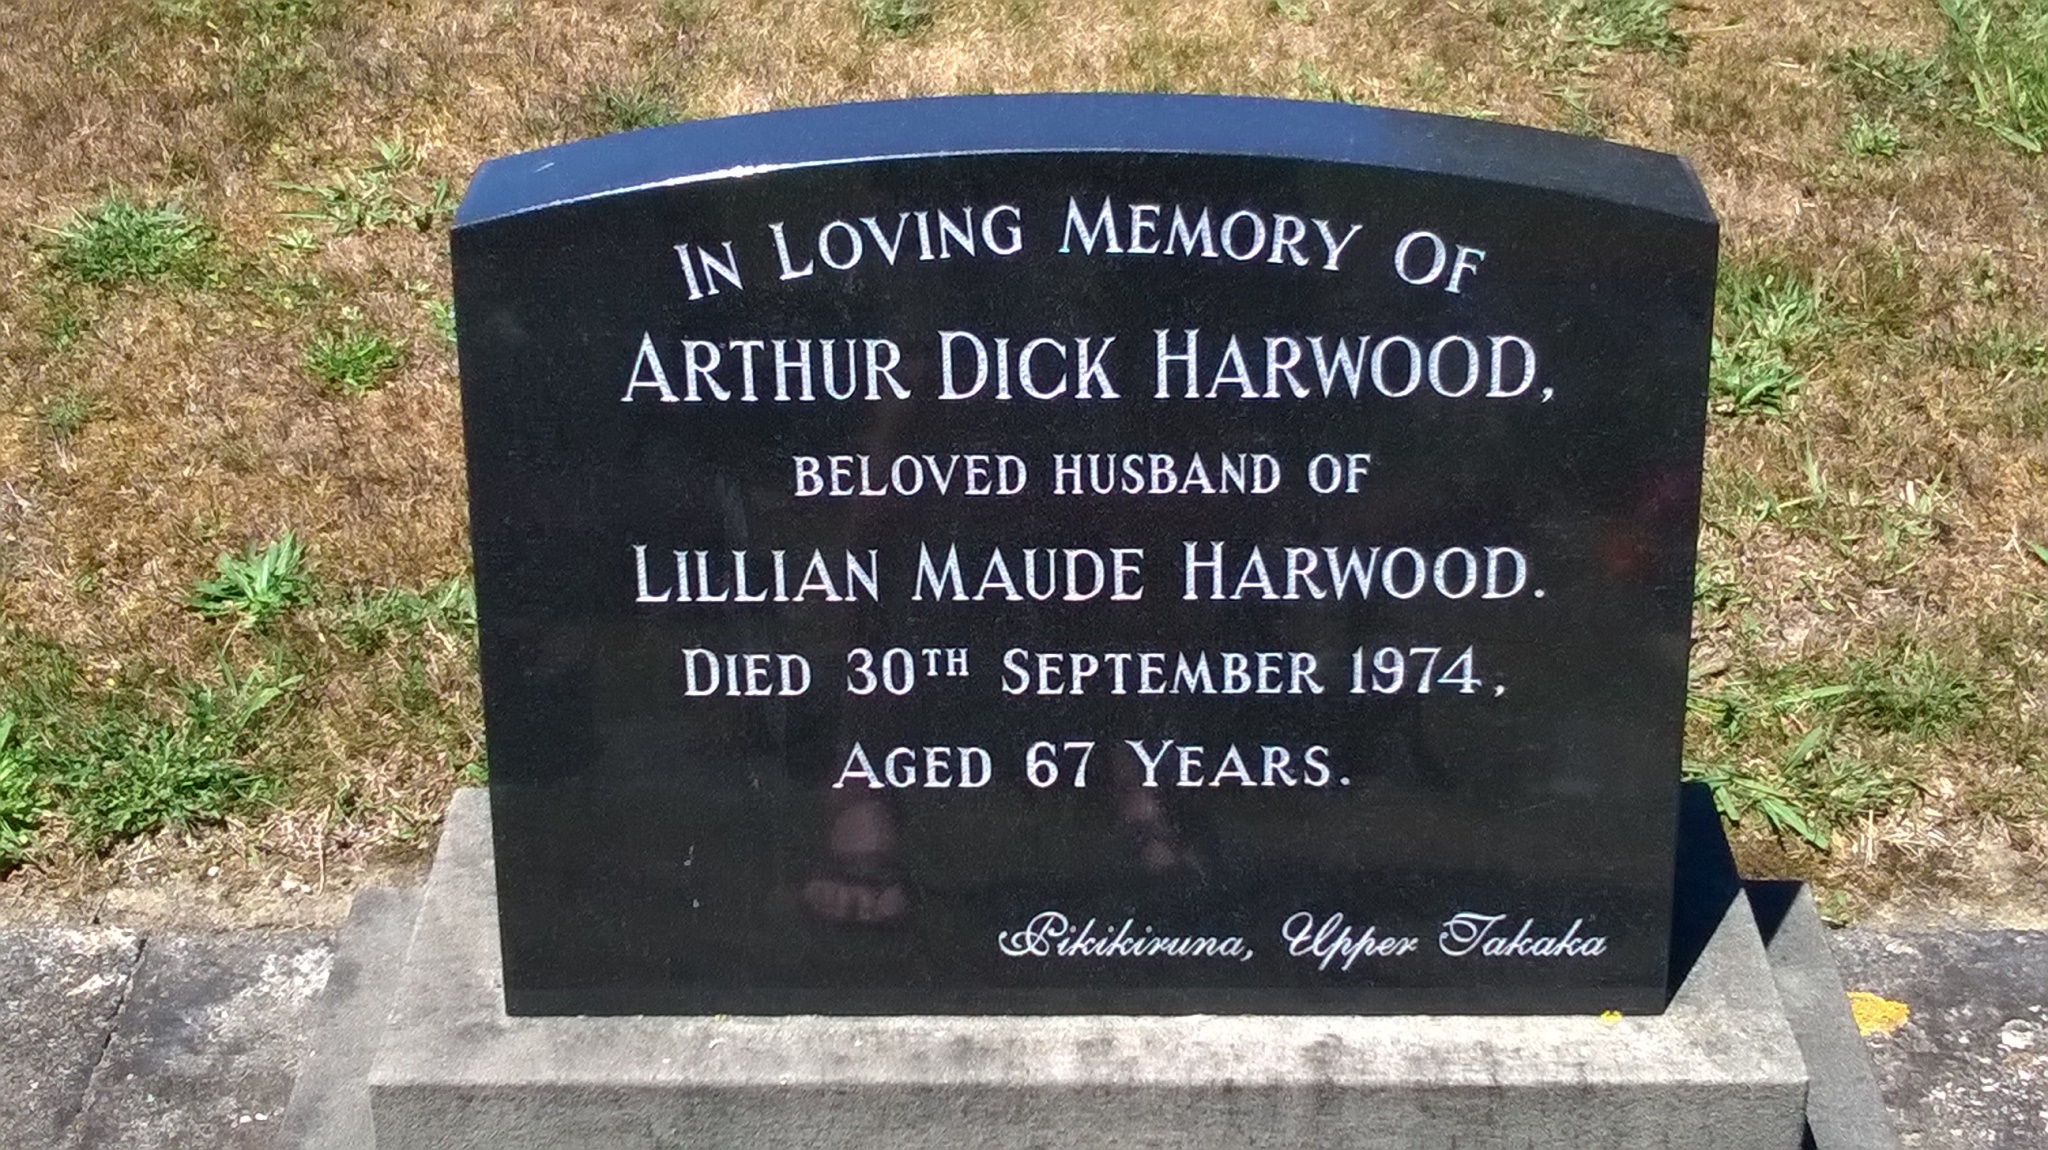 IN LOVING MEMORY OF
ARTHUR DICK HARWOOD,
BELOVED HUSBAND OF
LILLIAN MAUDE HARWOOD.
DIED 30TH SEPTEMBER 1974,
AGED 67 YEARS.
Pikikiruna, Upper Takaka